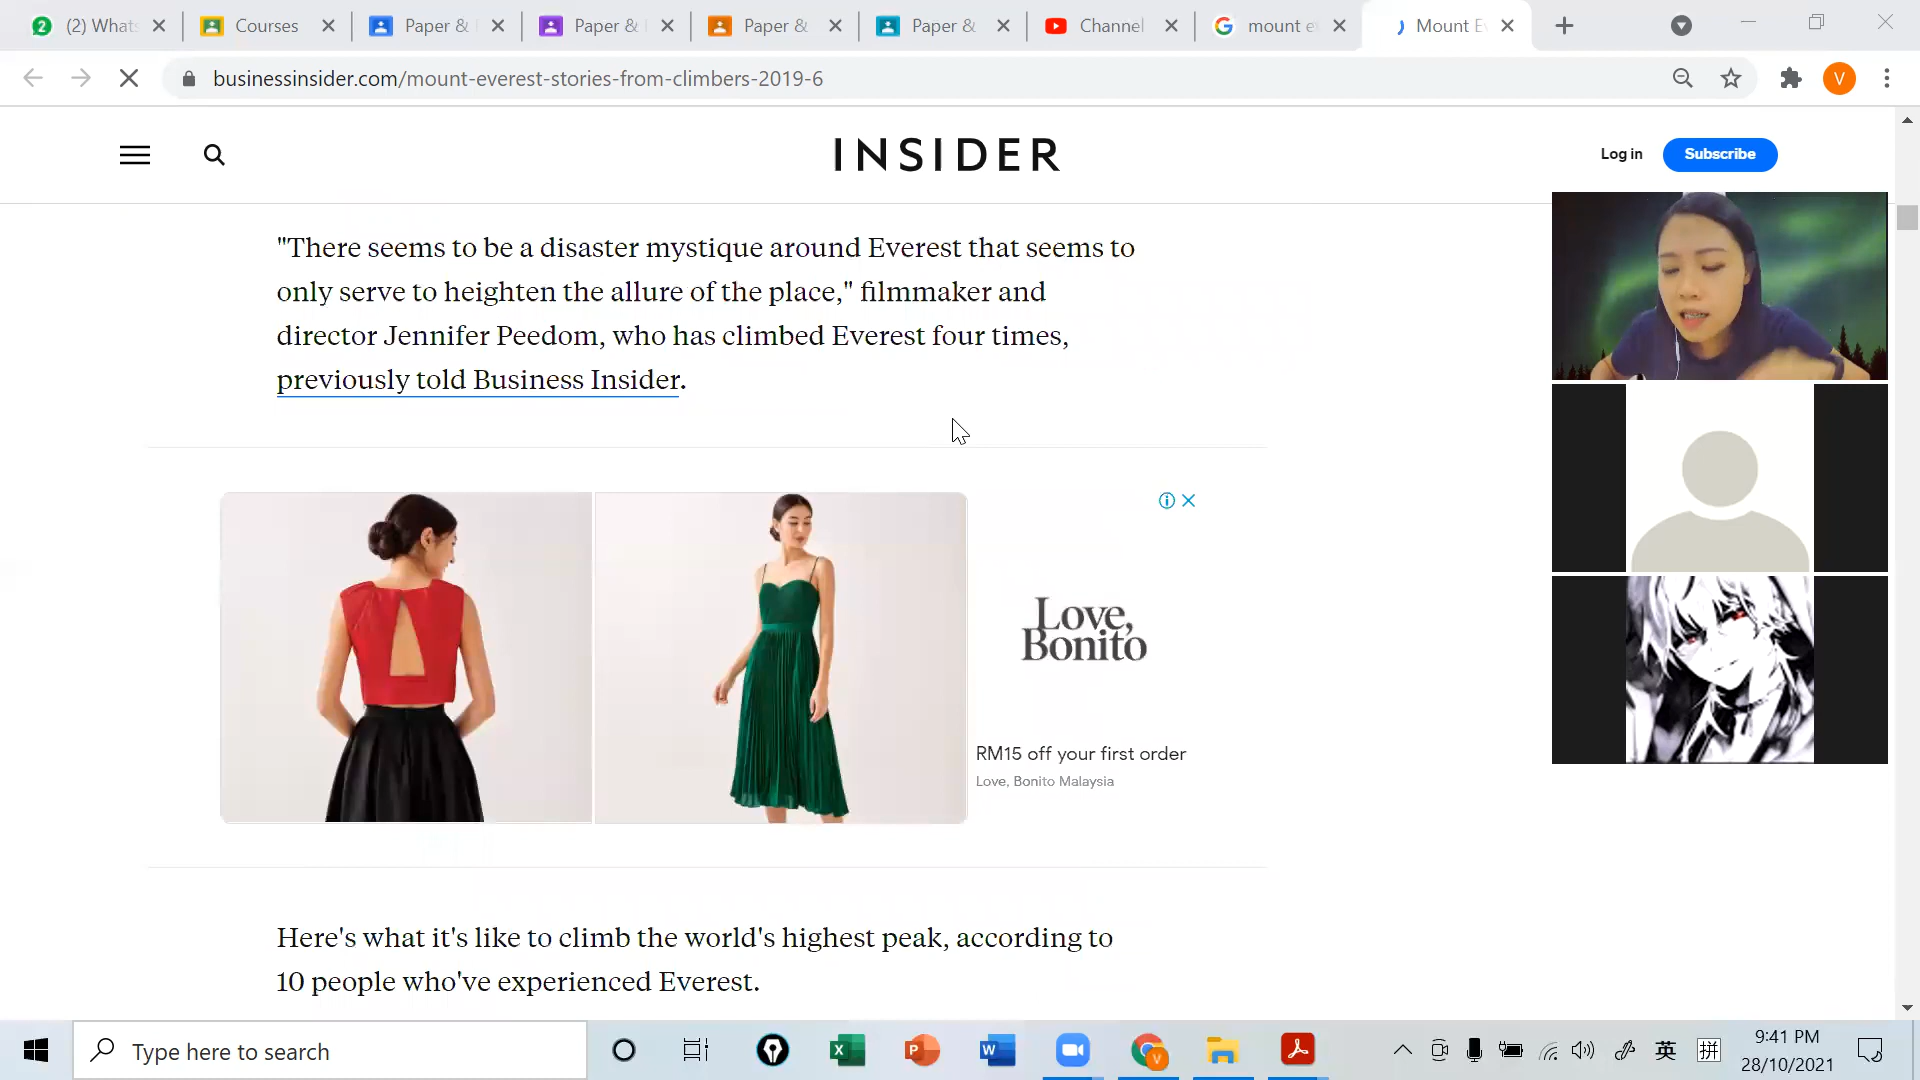 2
(2) Whats
Courses
Paper &
Paper &
Paper &
Paper &
Channel
mount e
Mount E
businessinsider.com/mount-everest-stories-from-climbers-2019-6
V
INSIDER
Log in
Subscribe
"There seems to be a disaster mystique around Everest that seems to
only serve to heighten the allure of the place," filmmaker and
director Jennifer Peedom, who has climbed Everest four times,
previously told Business Insider.
Love,
Bonito
RM15 off your first order
Love, Bonito Malaysia
Here's what it's like to climb the world's highest peak, according to
10 people who've experienced Everest.
Type here to search
英
拼
9:41 PM
28/10/2021